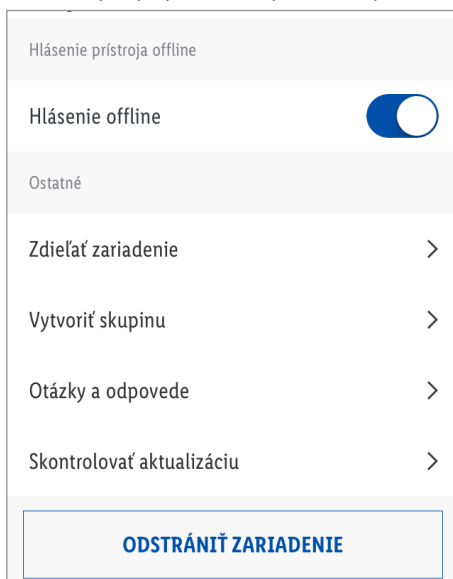 Hlásenie prístroja offline
Hlásenie offline
Ostatné
Zdieľať zariadenie
Vytvoriť skupinu
Otázky a odpovede
Skontrolovať aktualizáciu
ODSTRÁNIŤ ZARIADENIE